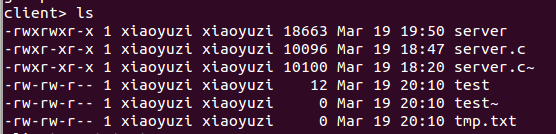 client> ls
-rwxrwxr-x 1 xiaoyuzi xiaoyuzi 18663 Mar 19 19:50 server
-rwxr-xr-x 1 xiaoyuzi xiaoyuzi 10096 Mar 19 18:47 server.c
-rwxr-xr-x 1 xiaoyuzi xiaoyuzi 10100 Mar 19 18:20 server.c~
-rw-rw-r-- 1 xiaoyuzi xiaoyuzi 12 Mar 19 20:10 test
-rw-rw-r-- 1 xiaoyuzi xiaoyuzi 0 Mar 19 20:10 test~
-rw-rw-r-- 1 xiaoyuzi xiaoyuzi 0 Mar 19 20:10 tmp.txt